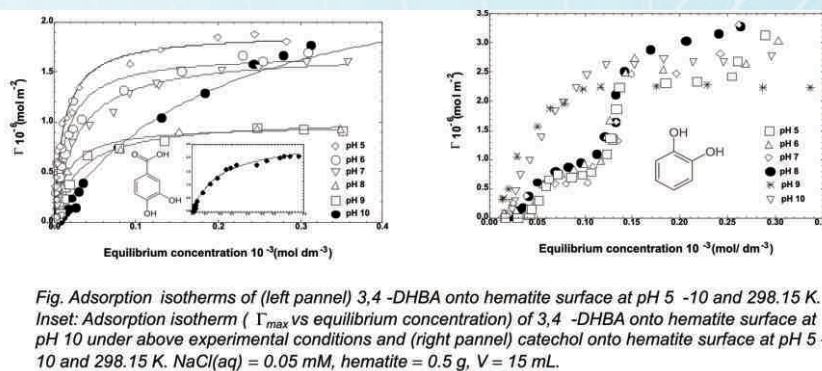 2.0
1.5
1.0
0.5
0.0
Γ 10⁻⁶(mol m⁻²)
0.0 0.1 0.2 0.3 0.4
Equilibrium concentration 10 ⁻³(mol dm⁻³)
O
OH
OH
OH
pH 5
pH 6
pH 7
pH 8
pH 9
pH 10
3.5
3.0
2.5
2.0
1.5
1.0
0.5
0.0
Γ 10⁻⁶(mol m⁻²)
0.0 0.1 0.2 0.3
Equilibrium concentration 10 ⁻³(mol/ dm⁻³)
OH
OH
pH 5
pH 6
pH 7
pH 8
pH 9
pH 10
Fig. Adsorption isotherms of (left pannel) 3,4 -DHBA onto hematite surface at pH 5 -10 and 298.15 K.
Inset: Adsorption isotherm ( Γmax vs equilibrium concentration) of 3,4 -DHBA onto hematite surface at
pH 10 under above experimental conditions and (right pannel) catechol onto hematite surface at pH 5 -
10 and 298.15 K. NaCl(aq) = 0.05 mM, hematite = 0.5 g, V = 15 mL.